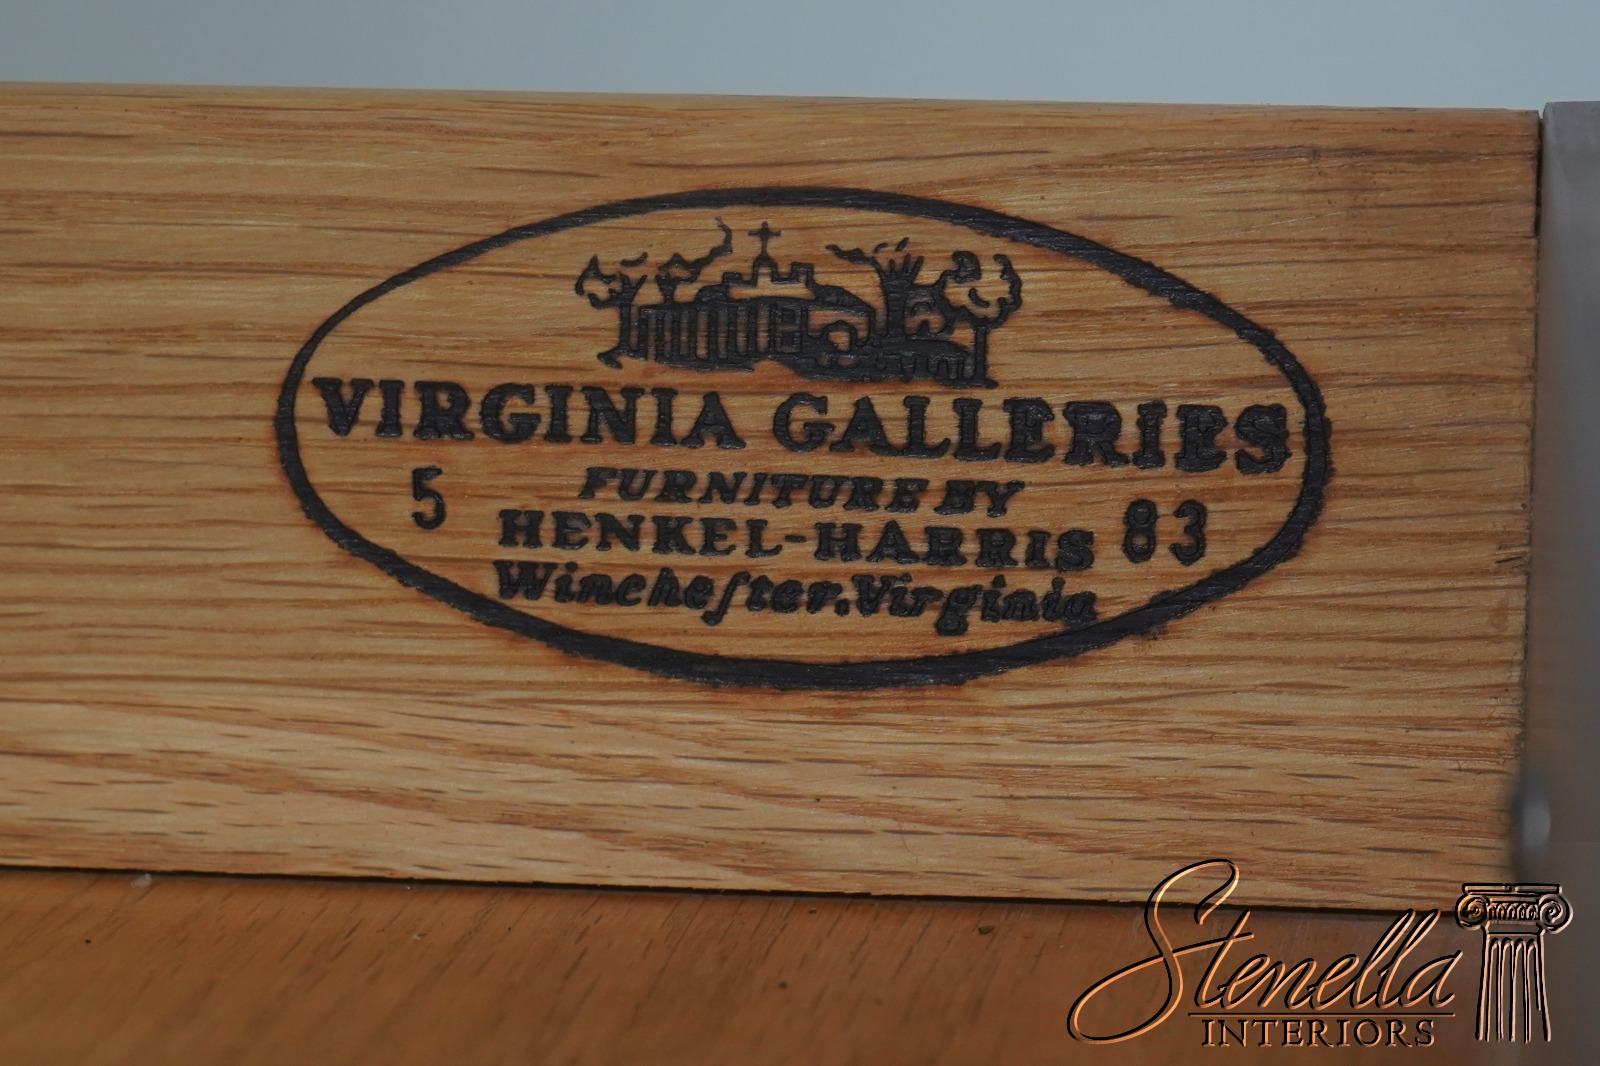 VIRGINIA GALLERIES
5 FURNITURE BY 83
HENKEL-HARRIS
Wincheſter.Virginia
Stenella
INTERIORS